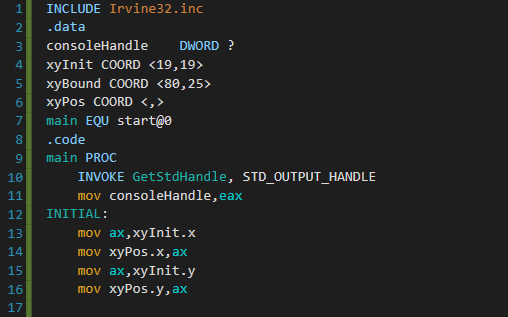 1 INCLUDE Irvine32.inc
2 .data
3 consoleHandle    DWORD ?
4 xyInit COORD <19,19>
5 xyBound COORD <80,25>
6 xyPos COORD <,>
7 main EQU start@0
8 .code
9 main PROC
10     INVOKE GetStdHandle, STD_OUTPUT_HANDLE
11     mov consoleHandle,eax
12 INITIAL:
13     mov ax,xyInit.x
14     mov xyPos.x,ax
15     mov ax,xyInit.y
16     mov xyPos.y,ax
17